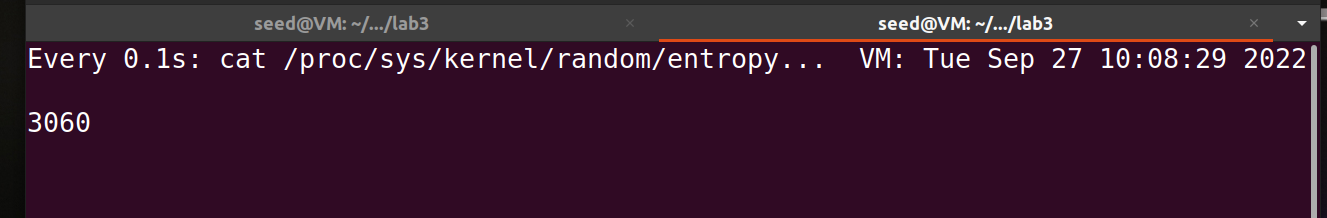 seed@VM: ~/.../lab3 × seed@VM: ~/.../lab3 ×
Every 0.1s: cat /proc/sys/kernel/random/entropy...  VM: Tue Sep 27 10:08:29 2022
3060